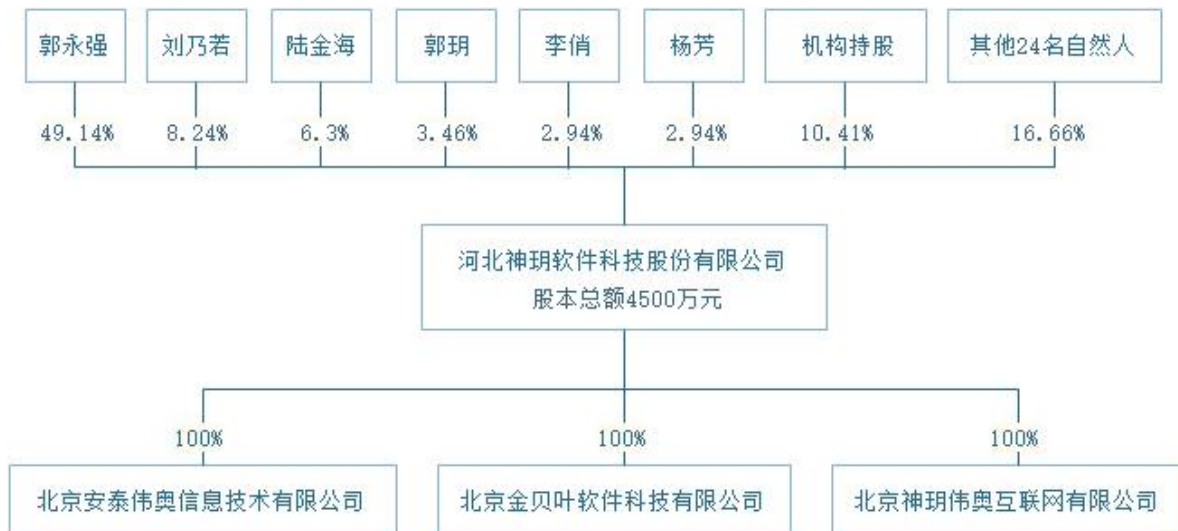 郭永强 刘乃若 陆金海 郭玥 李俏 杨芳 机构持股 其他24名自然人
49.14% 8.24% 6.3% 3.46% 2.94% 2.94% 10.41% 16.66%
河北神玥软件科技股份有限公司
股本总额4500万元
100% 100% 100%
北京安泰伟奥信息技术有限公司 北京金贝叶软件科技有限公司 北京神玥伟奥互联网有限公司